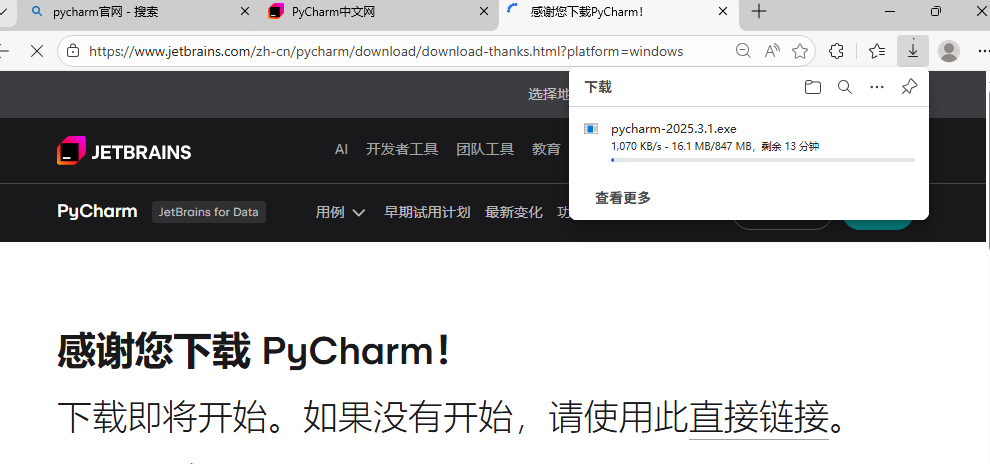 pycharm官网 - 搜索
PyCharm中文网
感谢您下载PyCharm!
https://www.jetbrains.com/zh-cn/pycharm/download/download-thanks.html?platform=windows
下载
选择地
pycharm-2025.3.1.exe
1,070 KB/s - 16.1 MB/847 MB，剩余 13 分钟
查看更多
JETBRAINS
AI 开发者工具 团队工具 教育
PyCharm JetBrains for Data 用例 早期试用计划 最新变化 功
感谢您下载 PyCharm！
下载即将开始。如果没有开始，请使用此直接链接。